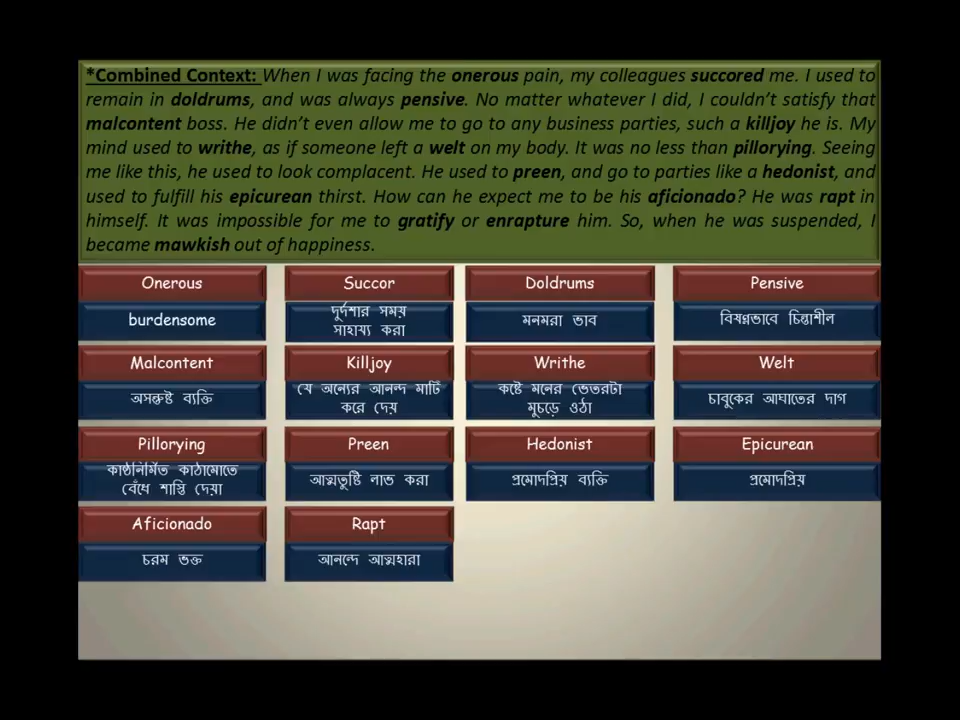 *Combined Context: When I was facing the onerous pain, my colleagues succored me. I used to
remain in doldrums, and was always pensive. No matter whatever I did, I couldn't satisfy that
malcontent boss. He didn't even allow me to go to any business parties, such a killjoy he is. My
mind used to writhe, as if someone left a welt on my body. It was no less than pillorying. Seeing
me like this, he used to look complacent. He used to preen, and go to parties like a hedonist, and
used to fulfill his epicurean thirst. How can he expect me to be his aficionado? He was rapt in
himself. It was impossible for me to gratify or enrapture him. So, when he was suspended, I
became mawkish out of happiness.
Onerous
Succor
Doldrums
Pensive
burdensome
দুর্দশার সময়
সাহায্য করা
মনমরা ভাব
বিষণ্নভাবে চিন্তাশীল
Malcontent
Killjoy
Writhe
Welt
অসন্তুষ্ট ব্যক্তি
যে অন্যের আনন্দ মাটি
করে দেয়
কষ্টে মনের ভেতরটা
মুচড়ে ওঠা
চাবুকের আঘাতের দাগ
Pillorying
Preen
Hedonist
Epicurean
কাষ্ঠনির্মিত কাঠামোতে
বেঁধে শাস্তি দেয়া
আত্মতুষ্টি লাভ করা
প্রমোদপ্রিয় ব্যক্তি
প্রমোদপ্রিয়
Aficionado
Rapt
চরম ভক্ত
আনন্দে আত্মহারা